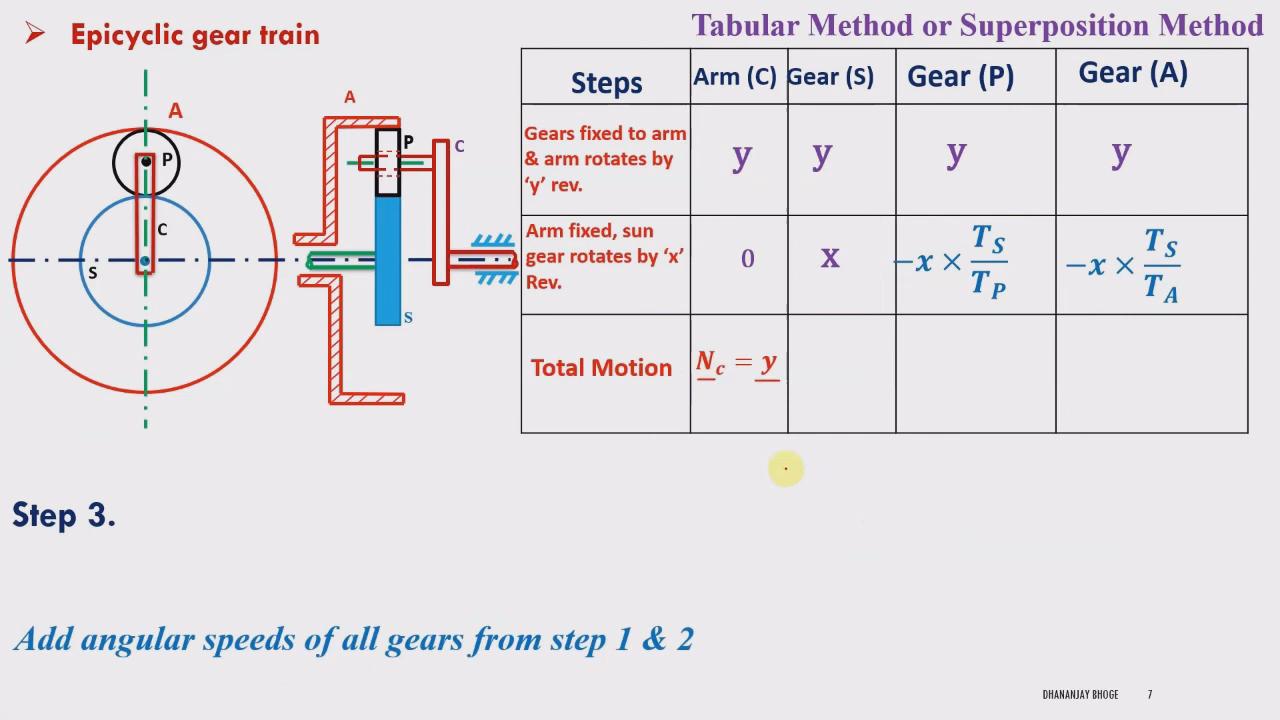 ➢ Epicyclic gear train
Tabular Method or Superposition Method
A
P
C
S
A
P
C
S
Steps
Arm (C)
Gear (S)
Gear (P)
Gear (A)
Gears fixed to arm
& arm rotates by
‘y’ rev.
y
y
y
y
Arm fixed, sun
gear rotates by ‘x’
Rev.
0
x
−x × T_S/T_P
−x × T_S/T_A
Total Motion
N_c = y
Step 3.
Add angular speeds of all gears from step 1 & 2
DHANANJAY BHOGE 7